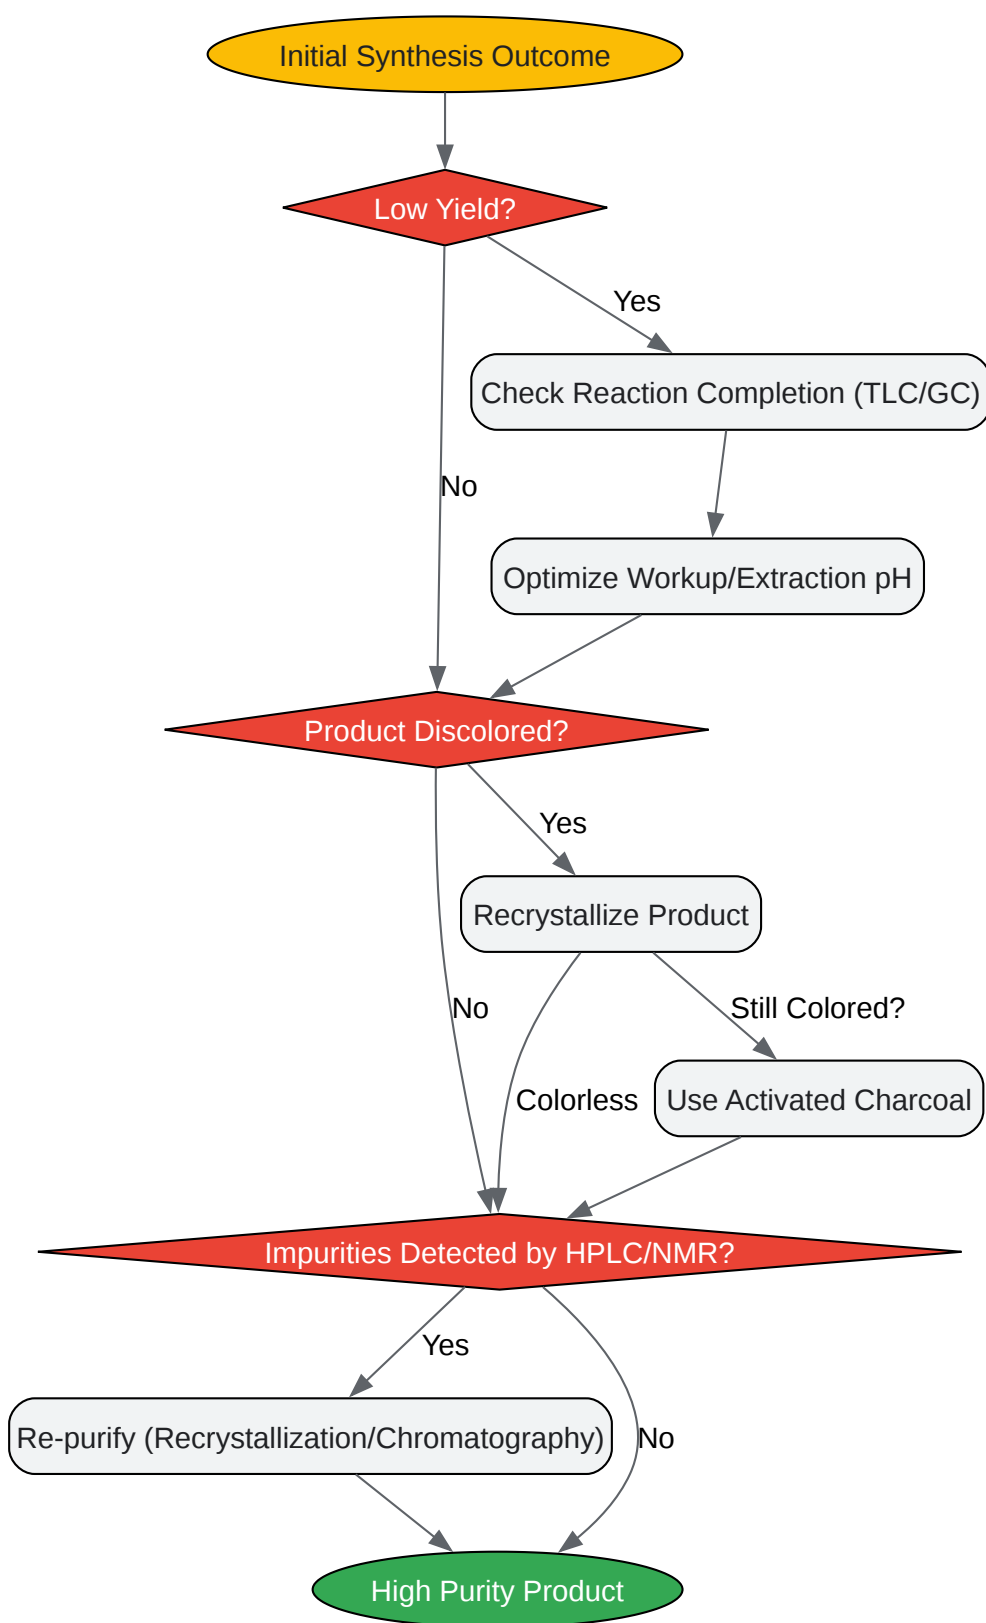 Initial Synthesis Outcome
Low Yield?
Yes
Check Reaction Completion (TLC/GC)
No
Optimize Workup/Extraction pH
Product Discolored?
Yes
Recrystallize Product
No
Still Colored?
Colorless
Use Activated Charcoal
Impurities Detected by HPLC/NMR?
Yes
Re-purify (Recrystallization/Chromatography)
No
High Purity Product